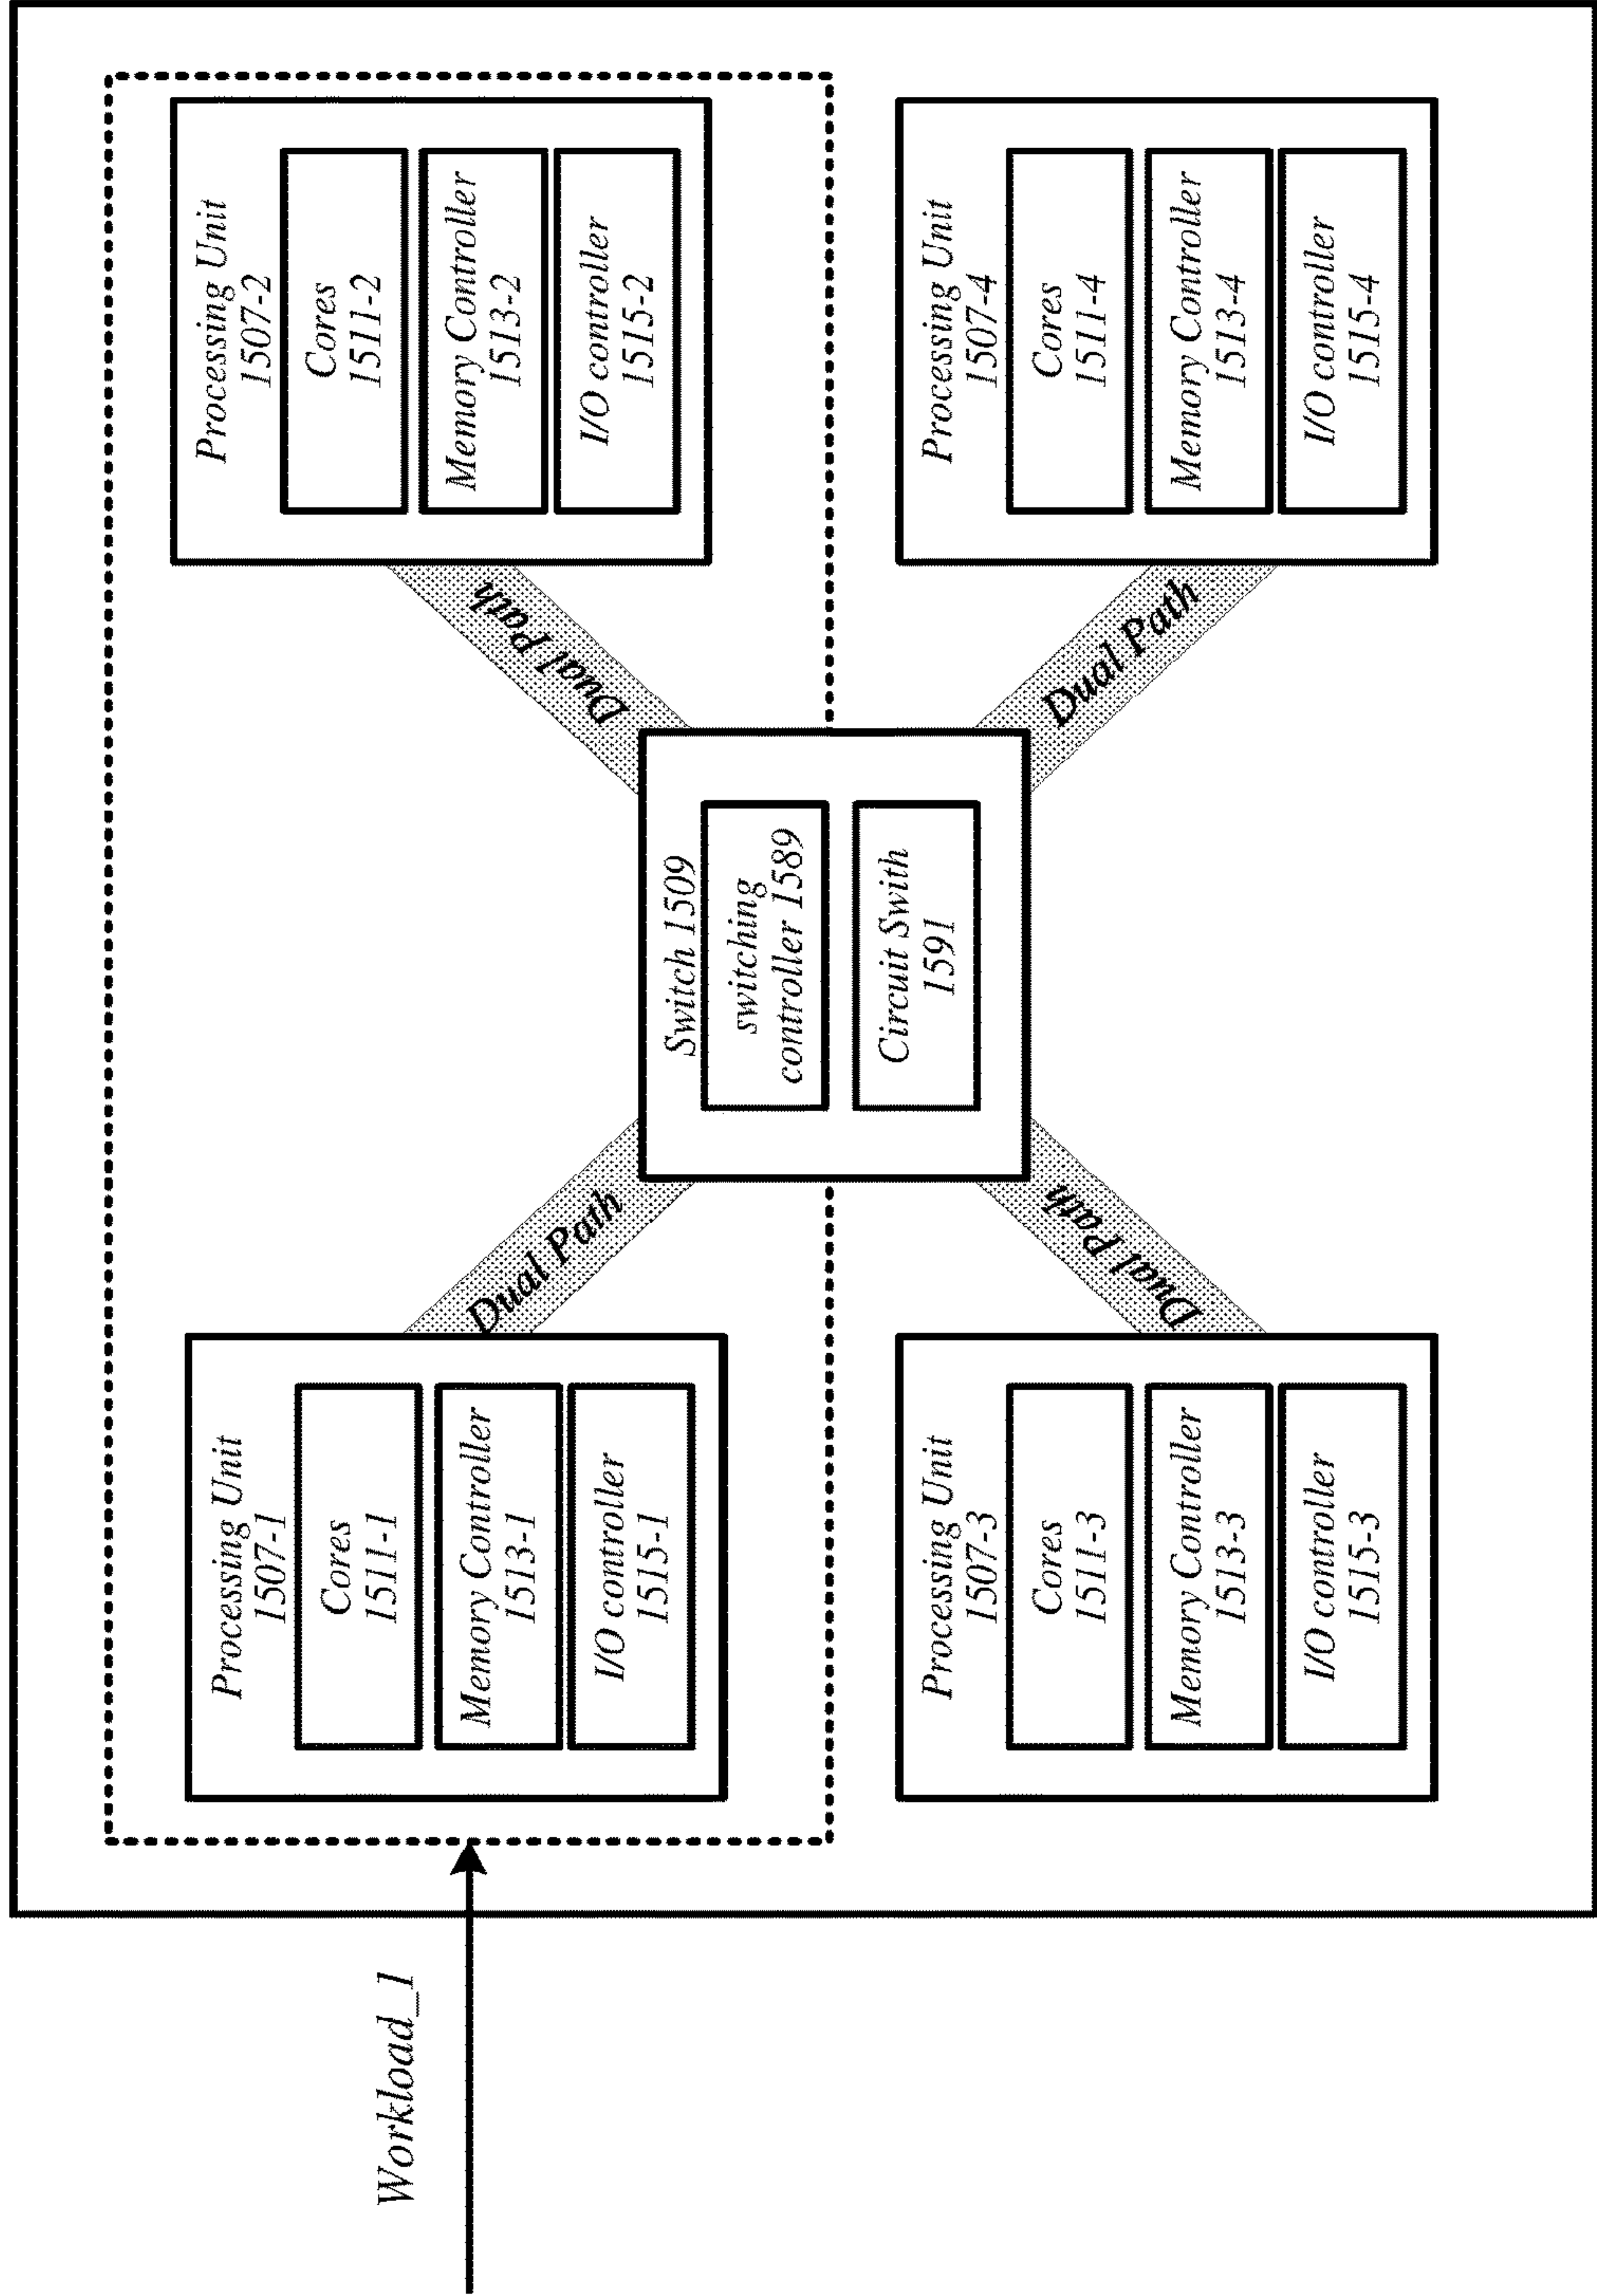 Workload_1
Processing Unit
1507-1
Cores
1511-1
Memory Controller
1513-1
I/O controller
1515-1
Dual Path
Processing Unit
1507-2
Cores
1511-2
Memory Controller
1513-2
I/O controller
1515-2
Dual Path
Switch 1509
switching
controller 1589
Circuit Swith
1591
Processing Unit
1507-3
Cores
1511-3
Memory Controller
1513-3
I/O controller
1515-3
Dual Path
Processing Unit
1507-4
Cores
1511-4
Memory Controller
1513-4
I/O controller
1515-4
Dual Path